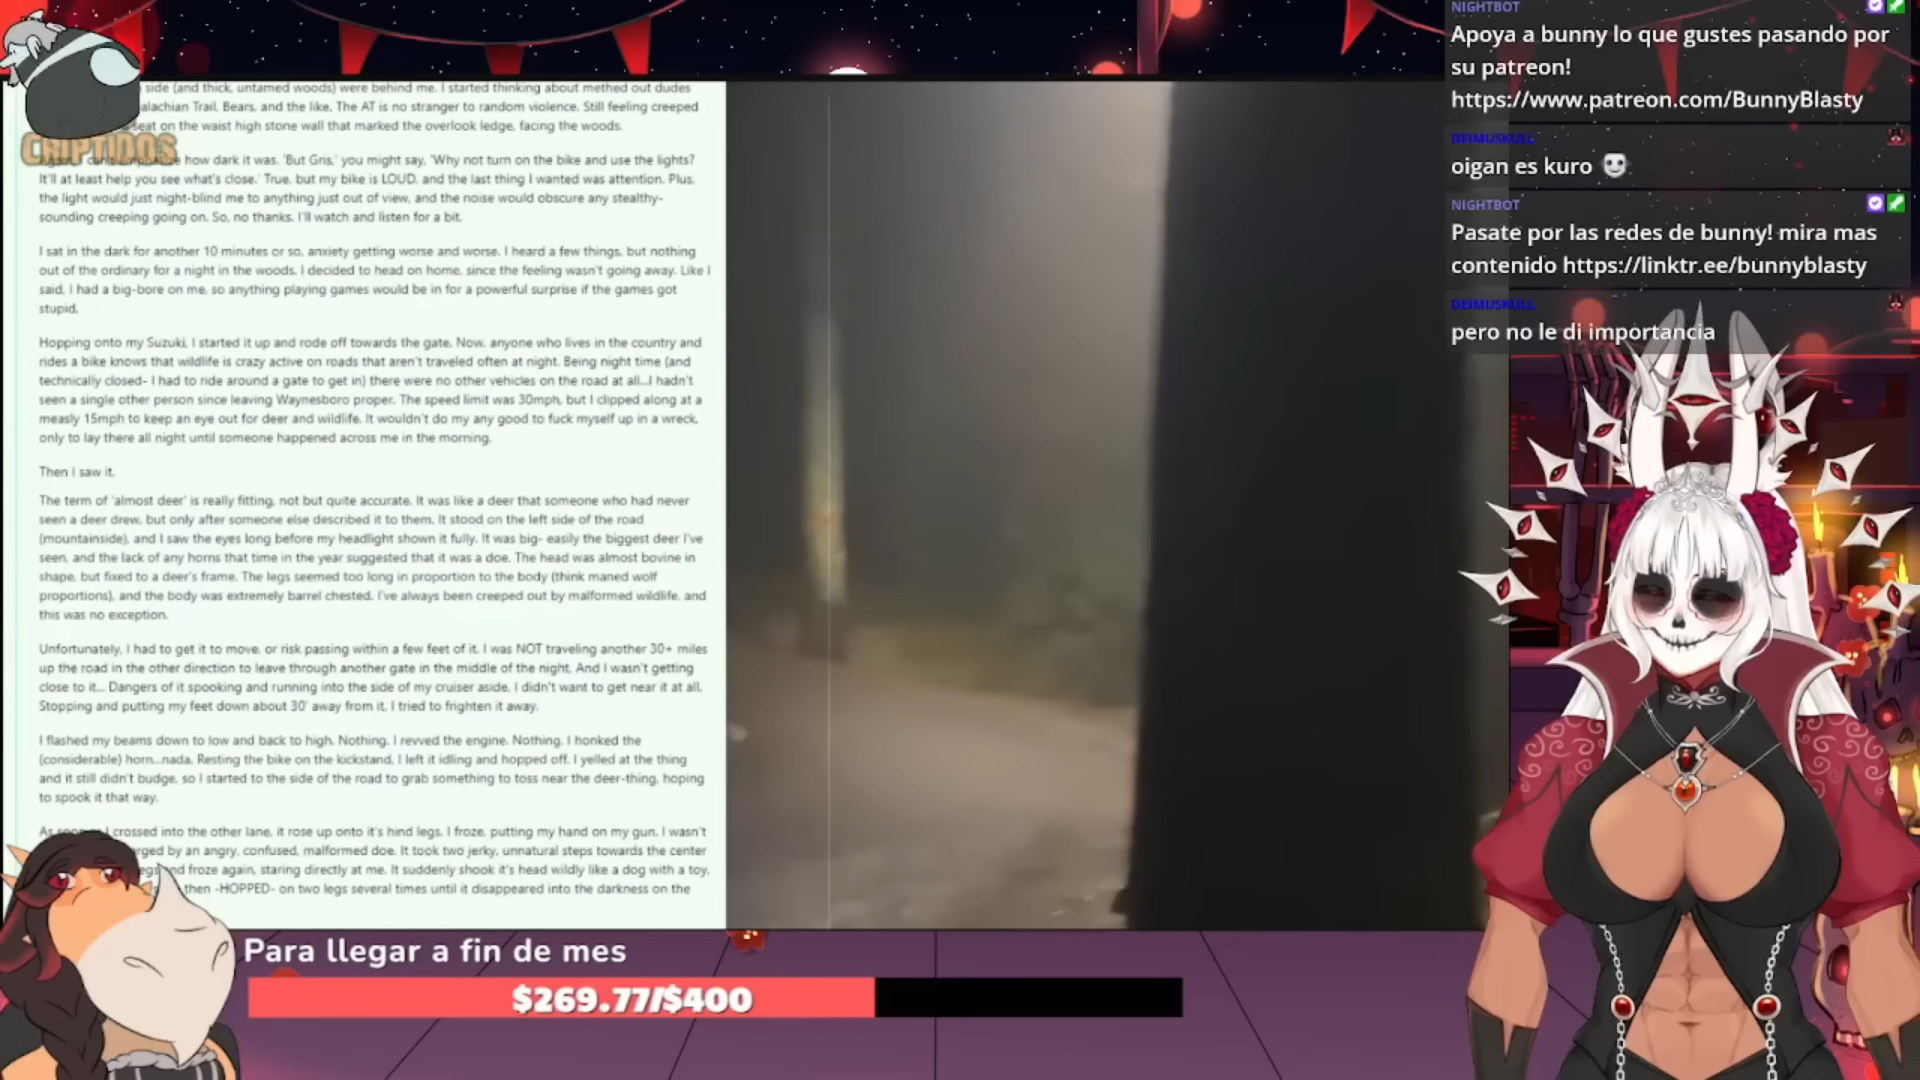 side (and thick, untamed woods) were behind me. I started thinking about methed out dudes
alachian Trail. Bears, and the like. The AT is no stranger to random violence. Still feeling creeped
seat on the waist high stone wall that marked the overlook ledge, facing the woods.
CRIPTIDOS
how dark it was. 'But Gris,' you might say, 'Why not turn on the bike and use the lights?
It'll at least help you see what's close.' True, but my bike is LOUD, and the last thing I wanted was attention. Plus,
the light would just night-blind me to anything just out of view, and the noise would obscure any stealthy-
sounding creeping going on. So, no thanks. I'll watch and listen for a bit.
I sat in the dark for another 10 minutes or so, anxiety getting worse and worse. I heard a few things, but nothing
out of the ordinary for a night in the woods. I decided to head on home, since the feeling wasn't going away. Like I
said, I had a big-bore on me, so anything playing games would be in for a powerful surprise if the games got
stupid.
Hopping onto my Suzuki, I started it up and rode off towards the gate. Now, anyone who lives in the country and
rides a bike knows that wildlife is crazy active on roads that aren't traveled often at night. Being night time (and
technically closed- I had to ride around a gate to get in) there were no other vehicles on the road at all...I hadn't
seen a single other person since leaving Waynesboro proper. The speed limit was 30mph, but I clipped along at a
measly 15mph to keep an eye out for deer and wildlife. It wouldn't do my any good to fuck myself up in a wreck,
only to lay there all night until someone happened across me in the morning.
Then I saw it.
The term of 'almost deer' is really fitting, not but quite accurate. It was like a deer that someone who had never
seen a deer drew, but only after someone else described it to them. It stood on the left side of the road
(mountainside), and I saw the eyes long before my headlight shown it fully. It was big- easily the biggest deer I've
seen, and the lack of any horns that time in the year suggested that it was a doe. The head was almost bovine in
shape, but fixed to a deer's frame. The legs seemed too long in proportion to the body (think maned wolf
proportions), and the body was extremely barrel chested. I've always been creeped out by malformed wildlife, and
this was no exception.
Unfortunately, I had to get it to move, or risk passing within a few feet of it. I was NOT traveling another 30+ miles
up the road in the other direction to leave through another gate in the middle of the night. And I wasn't getting
close to it... Dangers of it spooking and running into the side of my cruiser aside, I didn't want to get near it at all.
Stopping and putting my feet down about 30' away from it, I tried to frighten it away.
I flashed my beams down to low and back to high. Nothing. I revved the engine. Nothing. I honked the
(considerable) horn...nada. Resting the bike on the kickstand, I left it idling and hopped off. I yelled at the thing
and it still didn't budge, so I started to the side of the road to grab something to toss near the deer-thing, hoping
to spook it that way.
I crossed into the other lane, it rose up onto it's hind legs. I froze, putting my hand on my gun. I wasn't
by an angry, confused, malformed doe. It took two jerky, unnatural steps towards the center
and froze again, staring directly at me. It suddenly shook it's head wildly like a dog with a toy,
then -HOPPED- on two legs several times until it disappeared into the darkness on the
Para llegar a fin de mes
$269.77/$400
NIGHTBOT
Apoya a bunny lo que gustes pasando por
su patreon!
https://www.patreon.com/BunnyBlasty
DEIMUSKULL
oigan es kuro
NIGHTBOT
Pasate por las redes de bunny! mira mas
contenido https://linktr.ee/bunnyblasty
DEIMUSKULL
pero no le di importancia